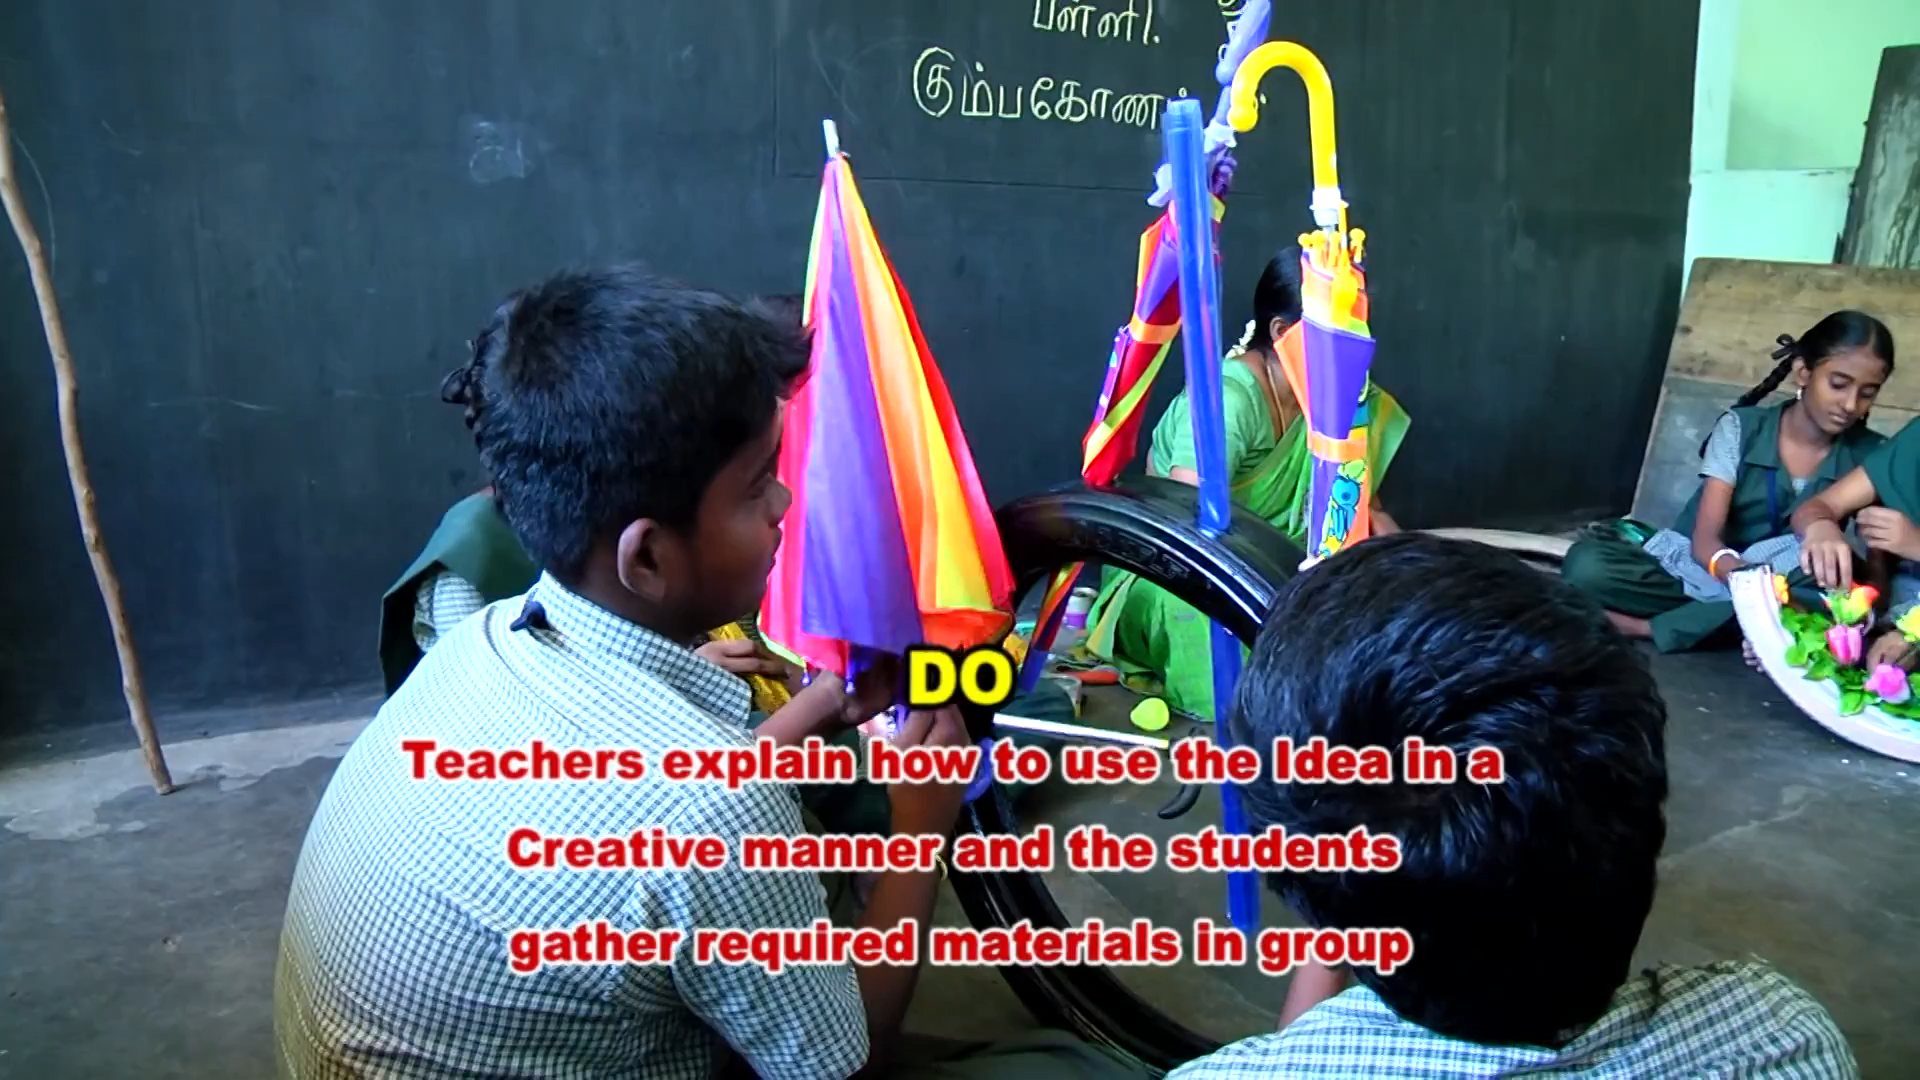 பள்ளி.
கும்பகோண
DO
Teachers explain how to use the Idea in a
Creative manner and the students
gather required materials in group